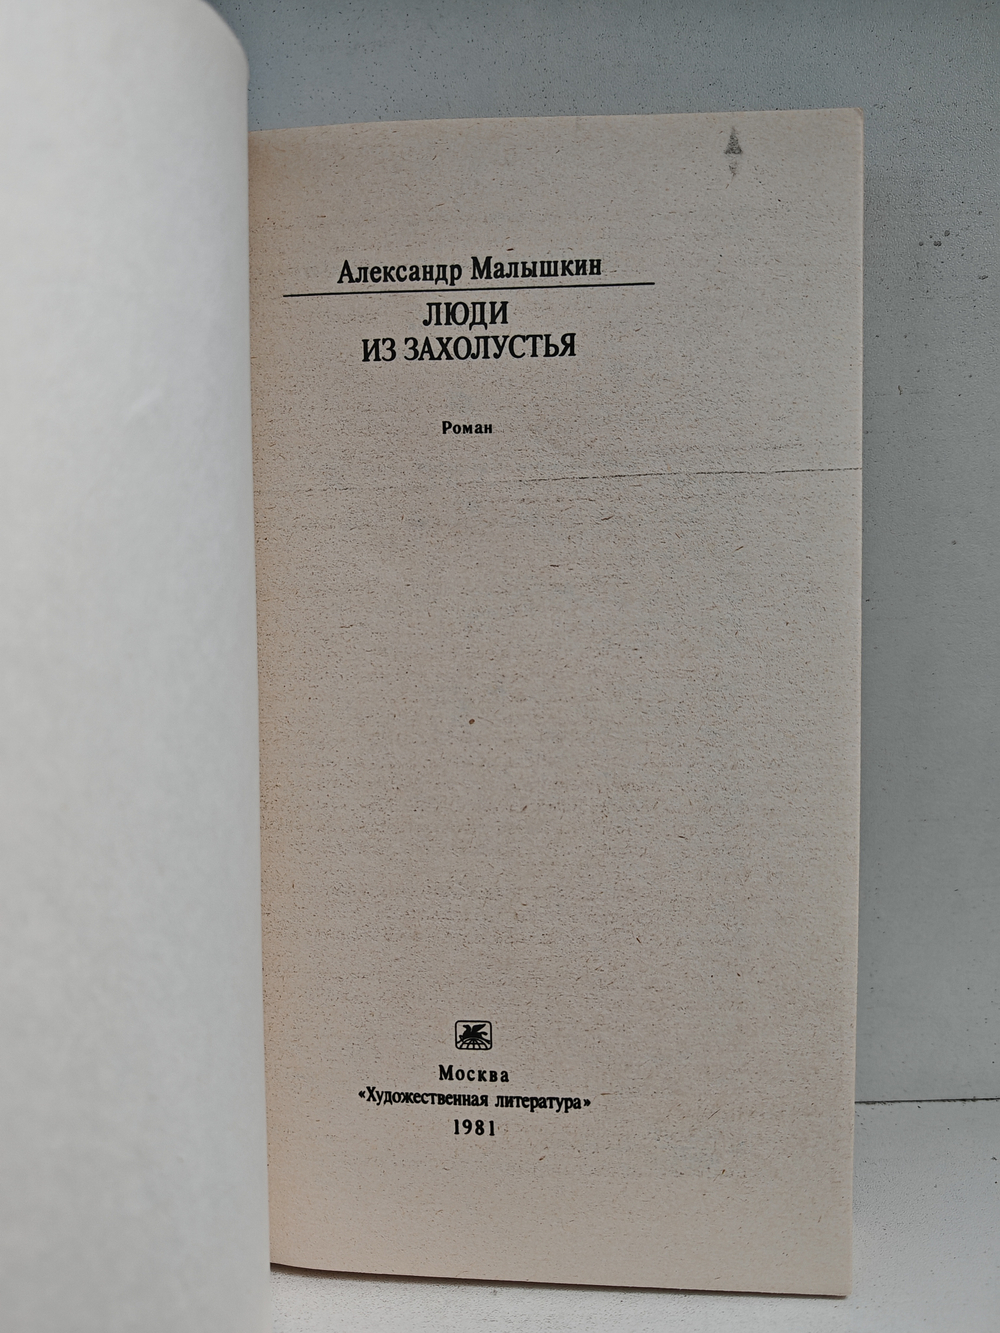 Александр Малышкин
ЛЮДИ
ИЗ ЗАХОЛУСТЬЯ
Роман
Москва
«Художественная литература»
1981